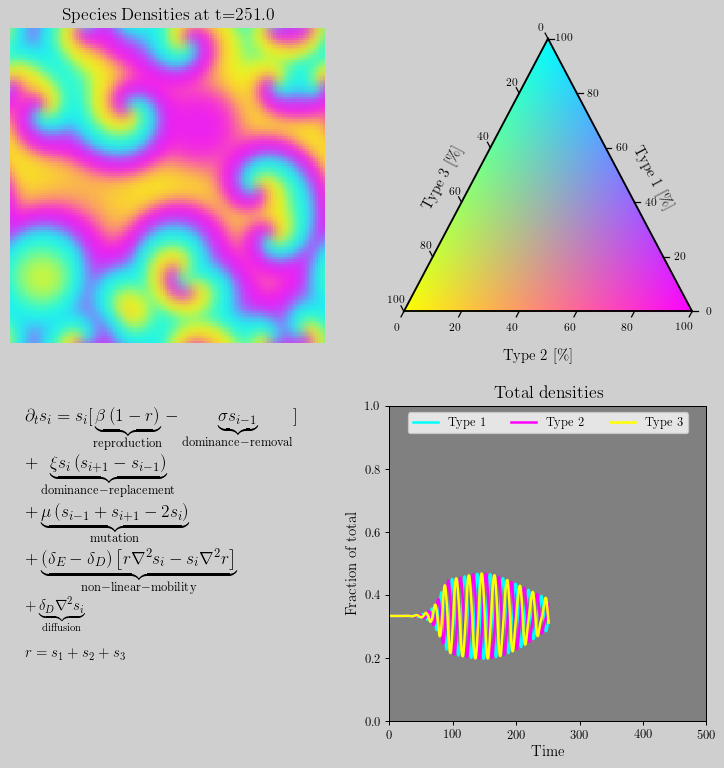 Species Densities at t=251.0
0
100
20
80
40
60
Type 3 [%]
Type 1 [%]
60
40
80
20
100
0
0
20
40
60
80
100
Type 2 [%]
∂ₜsᵢ = sᵢ[β(1 − r) − σsᵢ₋₁]
reproduction dominance−removal
+ ξsᵢ(sᵢ₊₁ − sᵢ₋₁)
dominance−replacement
+ μ(sᵢ₋₁ + sᵢ₊₁ − 2sᵢ)
mutation
+ (δ_E − δ_D)[r∇²sᵢ − sᵢ∇²r]
non−linear−mobility
+ δ_D∇²sᵢ
diffusion
r = s₁ + s₂ + s₃
Total densities
Type 1 Type 2 Type 3
1.0
0.8
0.6
0.4
0.2
0.0
Fraction of total
0 100 200 300 400 500
Time